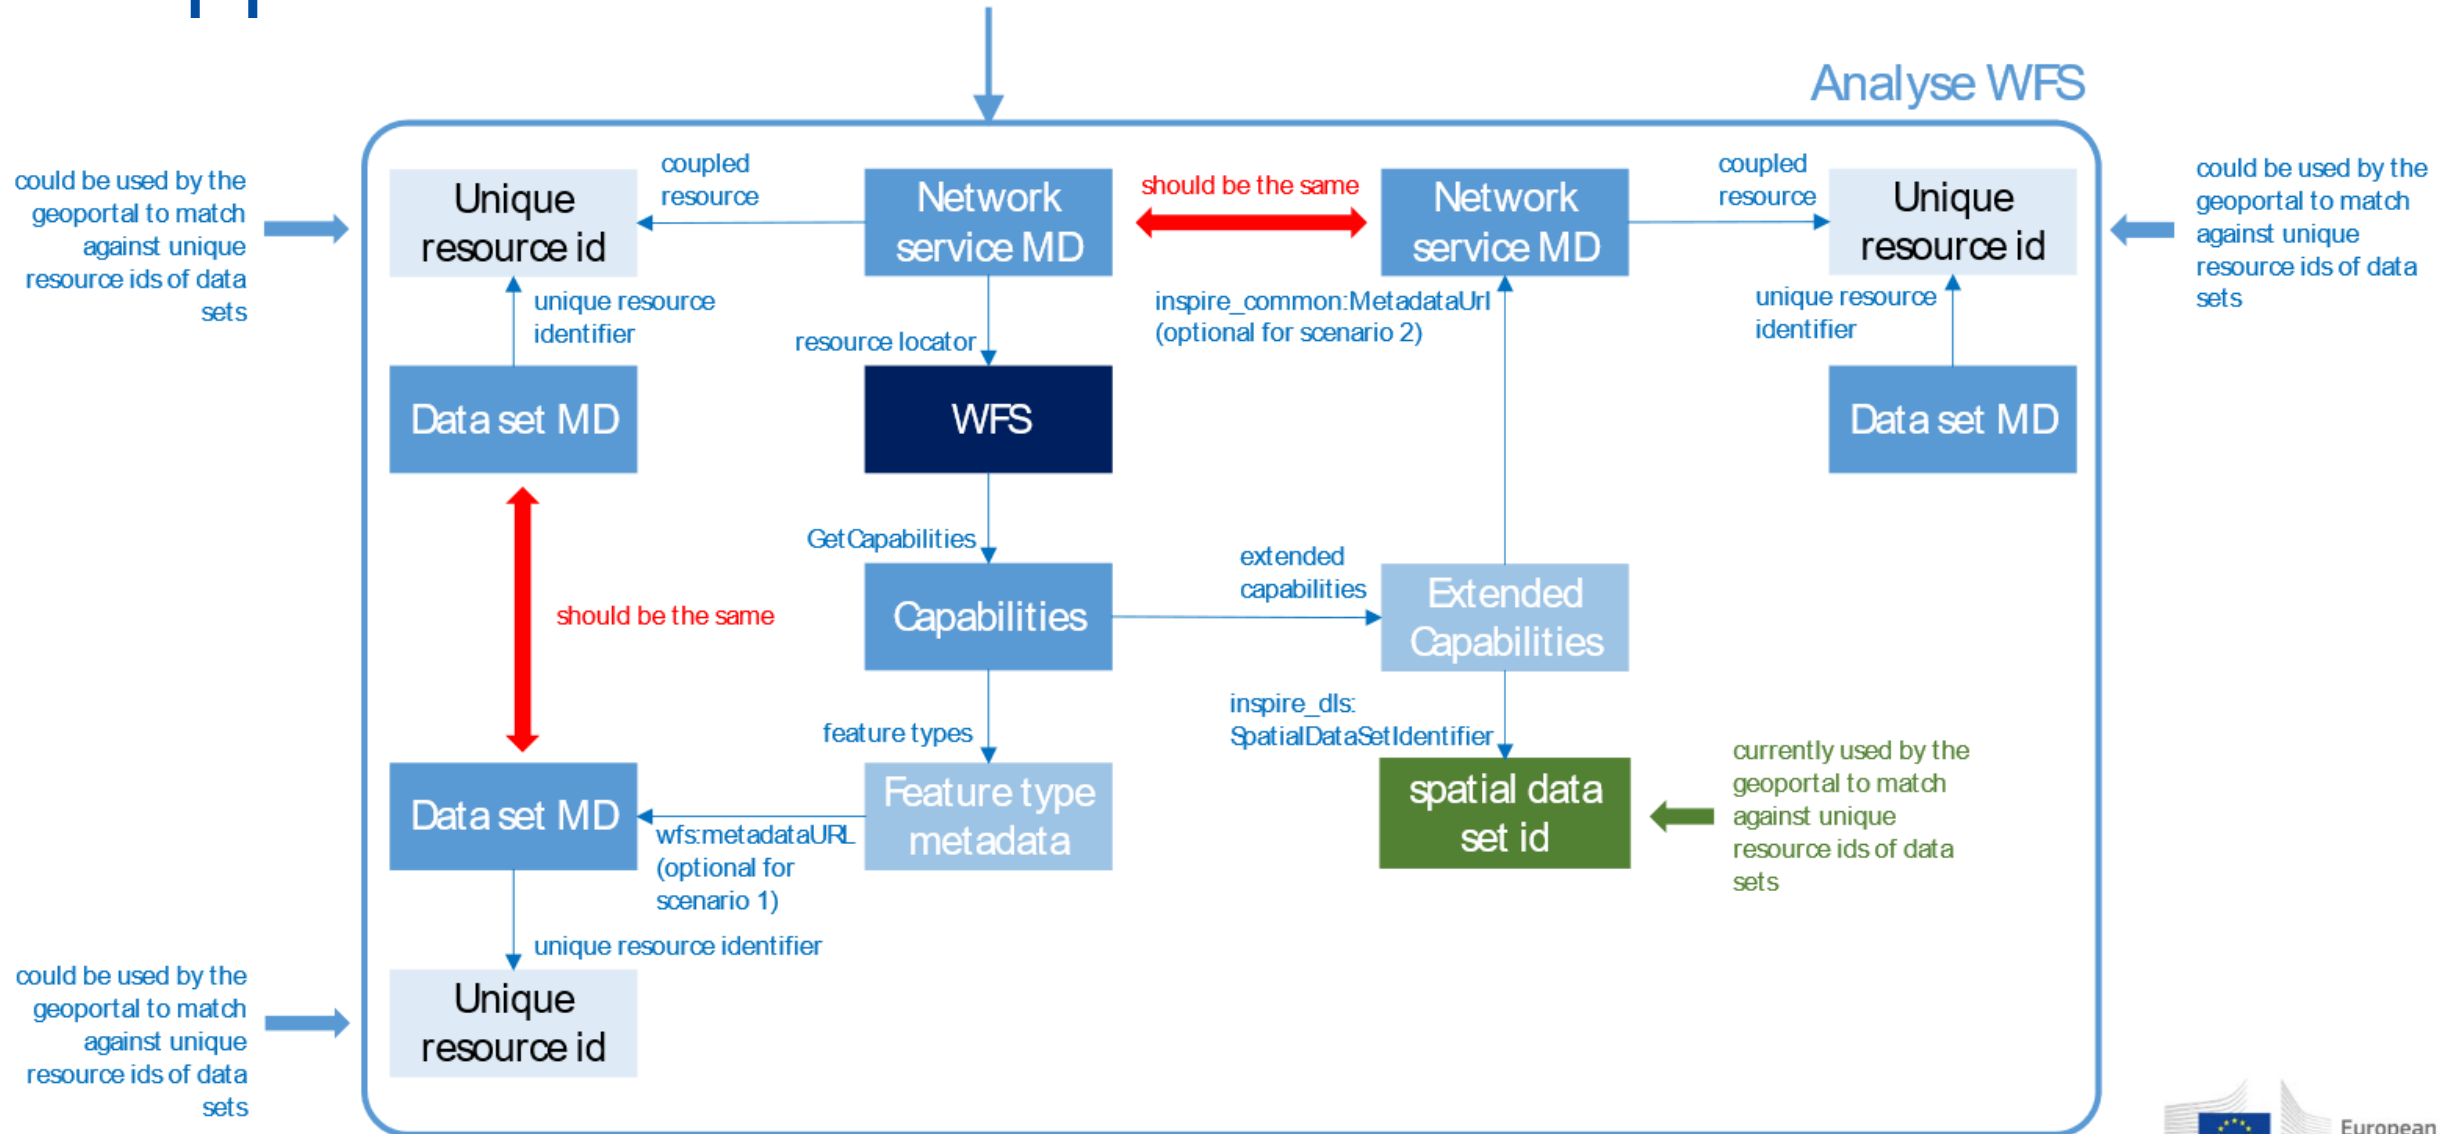 Analyse WFS
could be used by the
geoportal to match
against unique
resource ids of data
sets
Unique
resource id
coupled
resource
Network
service MD
should be the same
Network
service MD
coupled
resource
Unique
resource id
could be used by the
geoportal to match
against unique
resource ids of data
sets
unique resource
identifier
resource locator
inspire_common:MetadataUrl
(optional for scenario 2)
unique resource
identifier
Data set MD
WFS
Data set MD
GetCapabilities
extended
capabilities
should be the same
Capabilities
Extended
Capabilities
feature types
inspire_dls:
SpatialDataSetIdentifier
Data set MD
wfs:metadataURL
(optional for
scenario 1)
Feature type
metadata
spatial data
set id
currently used by the
geoportal to match
against unique
resource ids of data
sets
unique resource identifier
could be used by the
geoportal to match
against unique
resource ids of data
sets
Unique
resource id
European